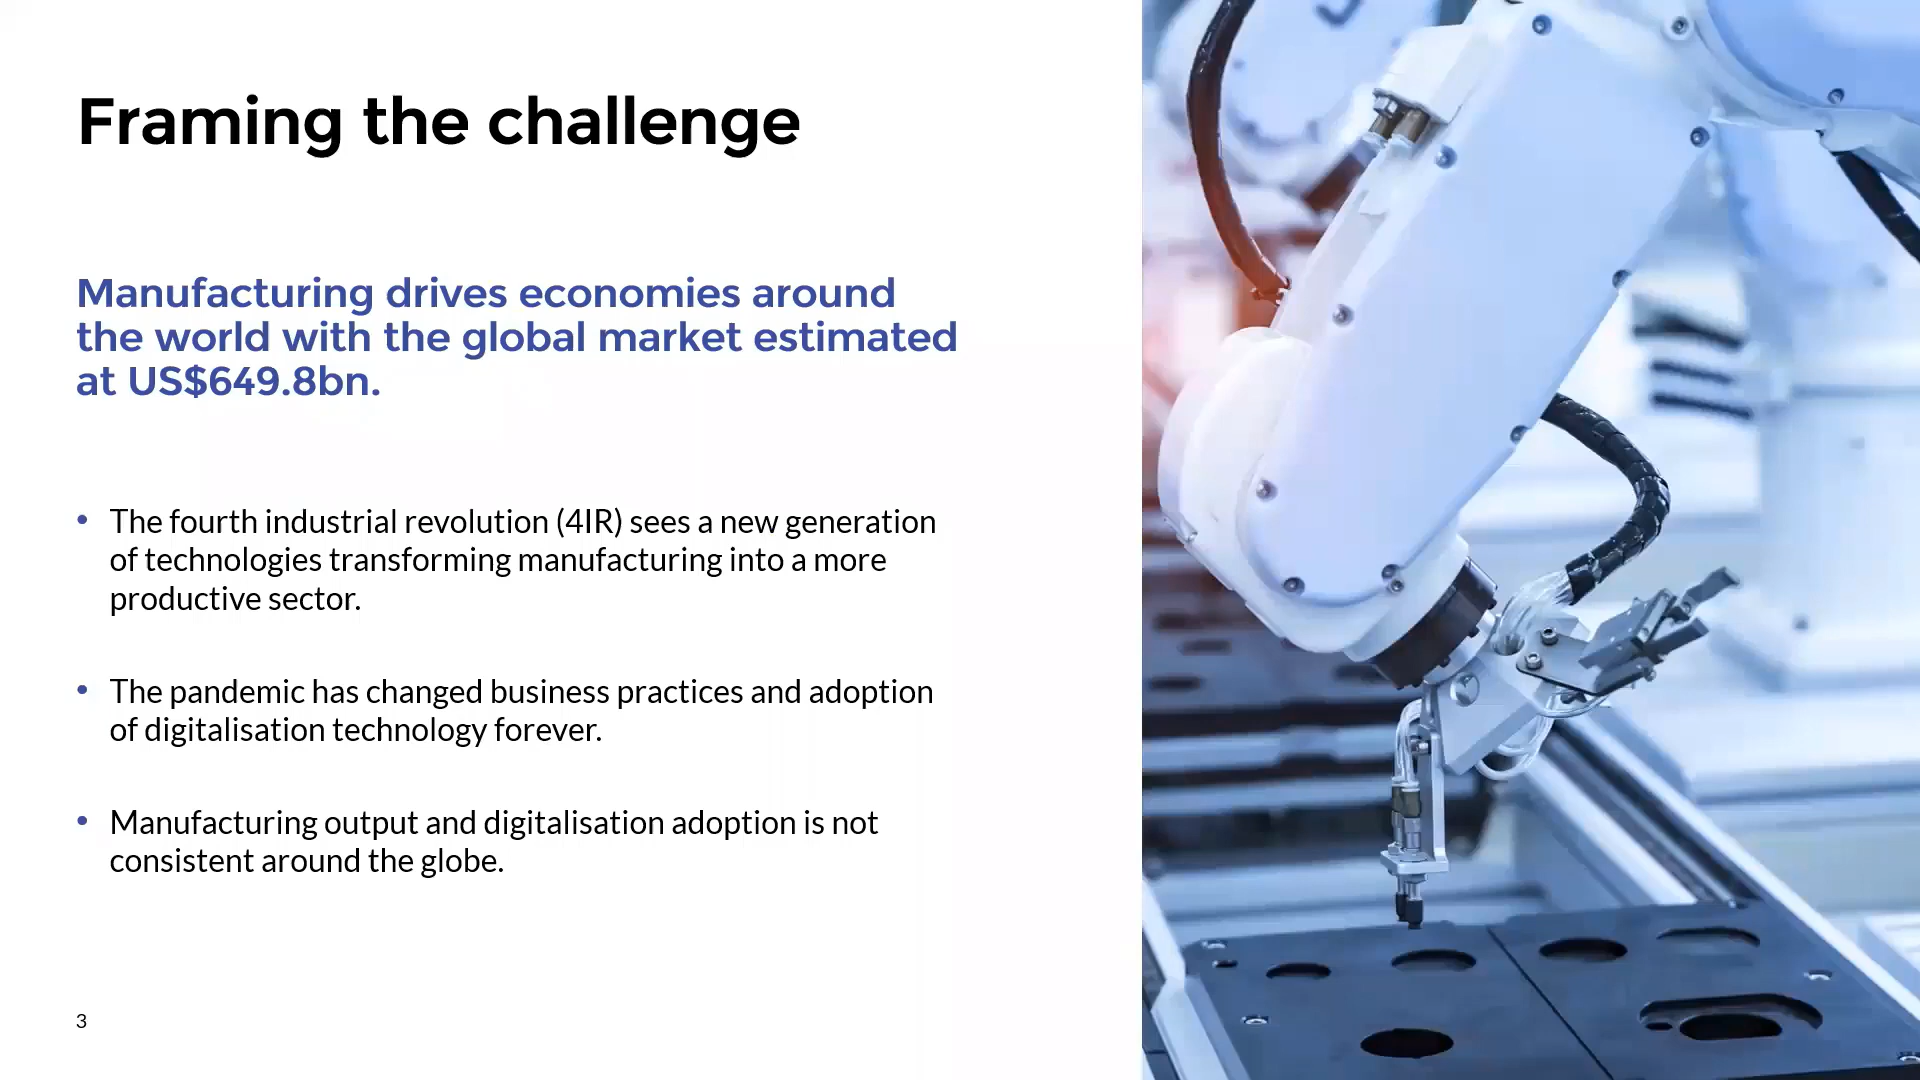 Framing the challenge
Manufacturing drives economies around
the world with the global market estimated
at US$649.8bn.
• The fourth industrial revolution (4IR) sees a new generation
of technologies transforming manufacturing into a more
productive sector.
• The pandemic has changed business practices and adoption
of digitalisation technology forever.
• Manufacturing output and digitalisation adoption is not
consistent around the globe.
3